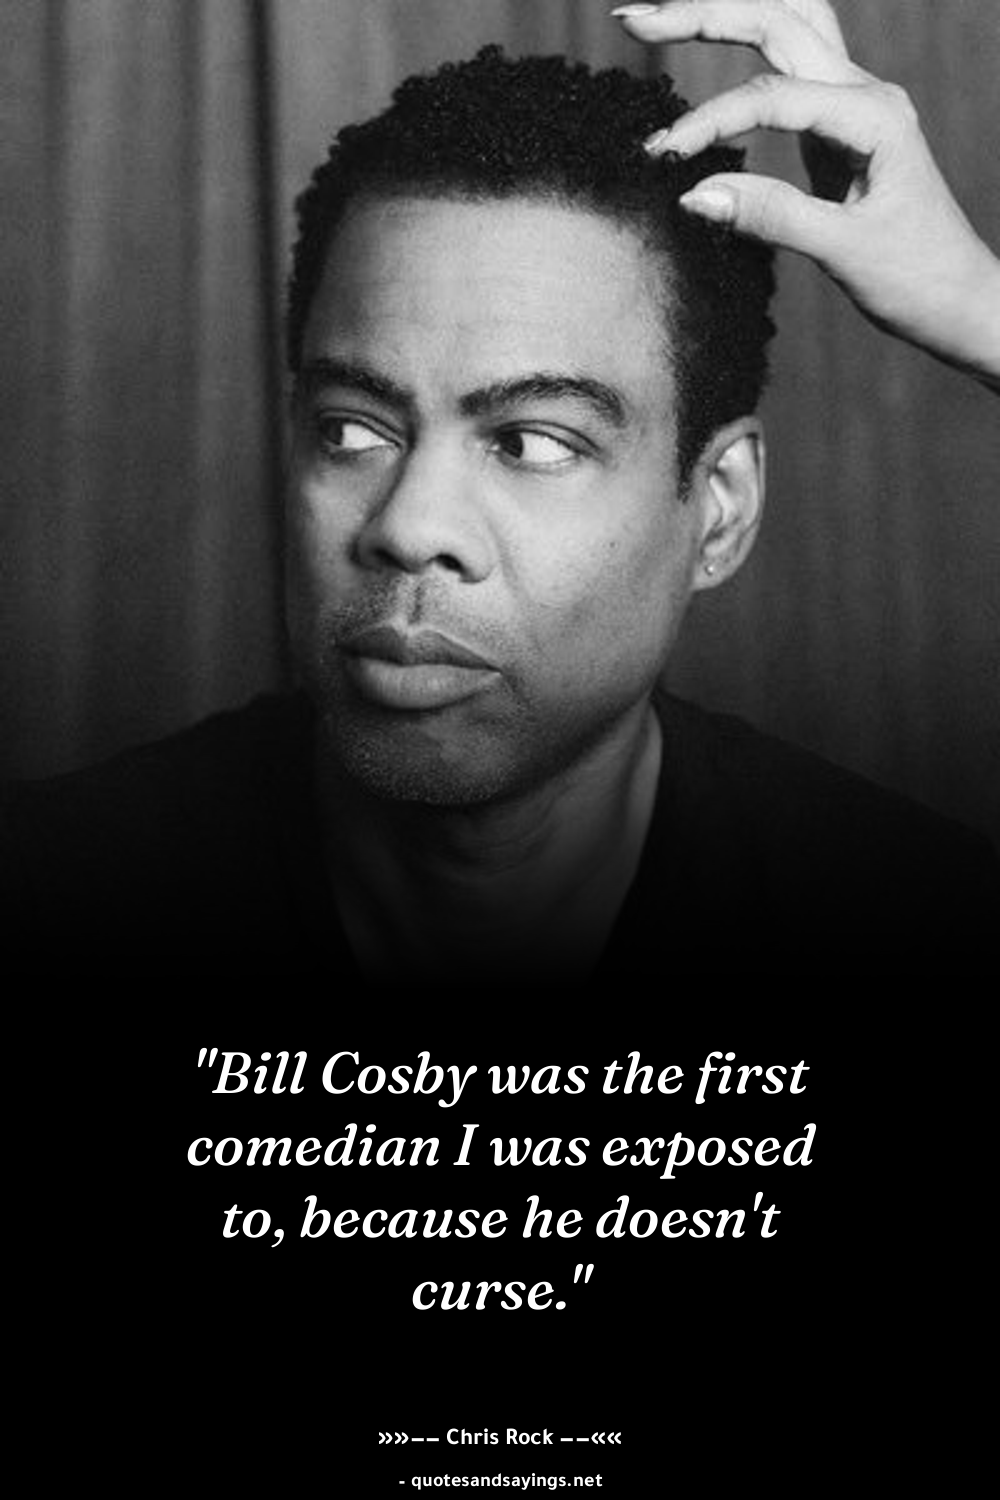 "Bill Cosby was the first
comedian I was exposed
to, because he doesn't
curse."
»»–– Chris Rock ––««
- quotesandsayings.net